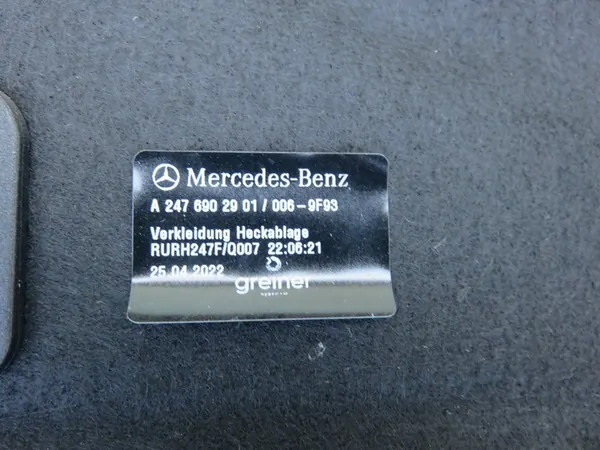 Mercedes-Benz
A 247 690 29 01 / 006-9F93
Verkleidung Heckablage
RURH247F/Q007 22:06:21
25.04.2022
greiner